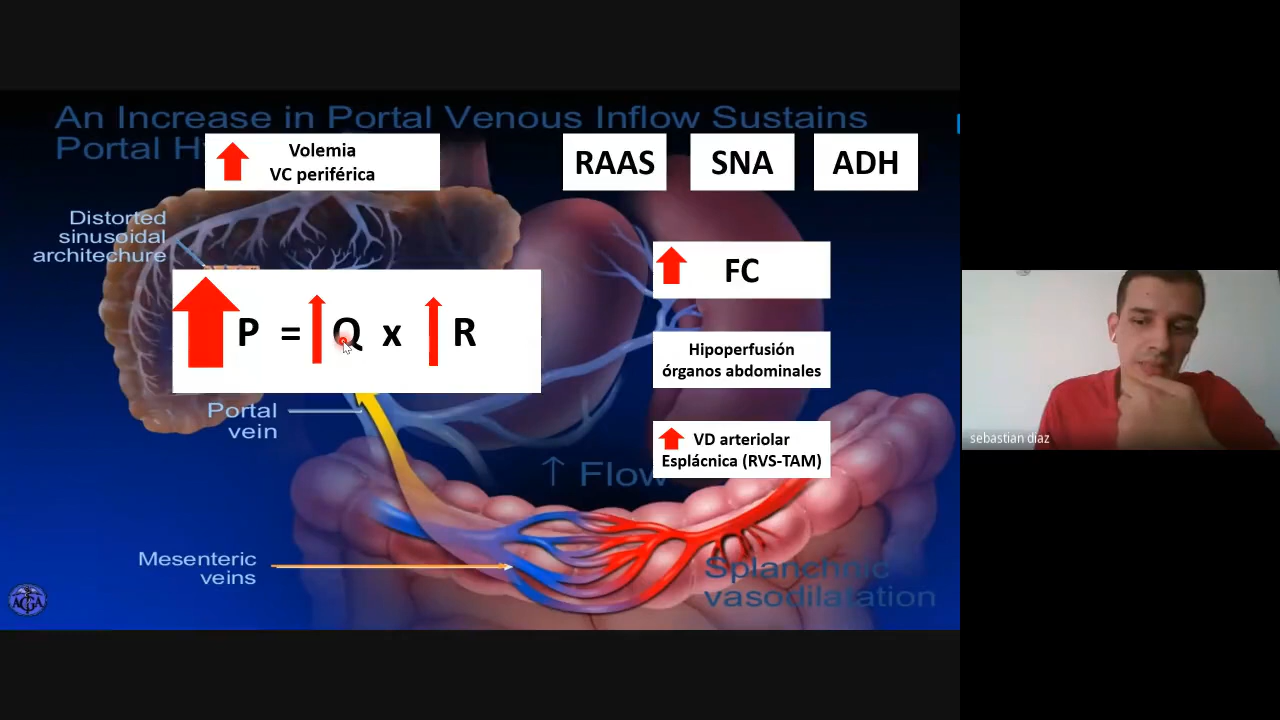 An Increase in Portal Venous Inflow Sustains
Portal H
Volemia
VC periférica
RAAS
SNA
ADH
Distorted
sinusoidal
architechure
P = Q x R
FC
Hipoperfusión
órganos abdominales
Portal
vein
VD arteriolar
Esplácnica (RVS-TAM)
↑ Flow
sebastian diaz
Mesenteric
veins
Splanchnic
vasodilatation